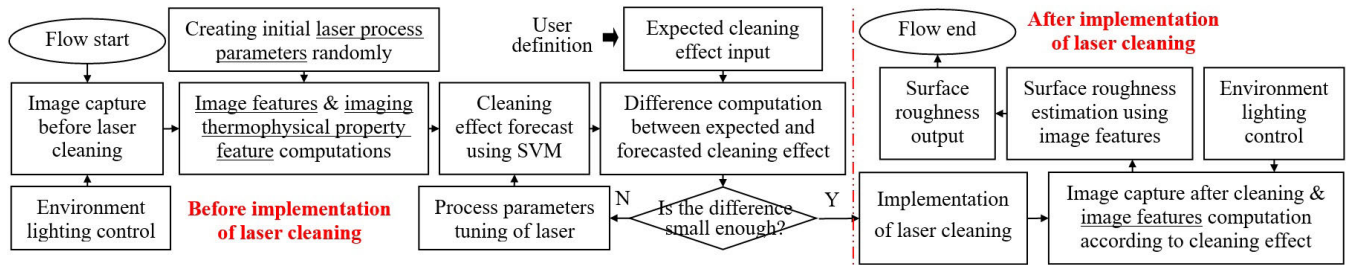 Flow start
Creating initial laser process
parameters randomly
User
definition
Expected cleaning
effect input
Image capture
before laser
cleaning
Image features & imaging
thermophysical property
feature computations
Cleaning
effect forecast
using SVM
Difference computation
between expected and
forecasted cleaning effect
Environment
lighting control
Before implementation
of laser cleaning
Process parameters
tuning of laser
N
Is the difference
small enough?
Y
Flow end
After implementation
of laser cleaning
Surface
roughness
output
Surface roughness
estimation using
image features
Environment
lighting
control
Implementation
of laser cleaning
Image capture after cleaning &
image features computation
according to cleaning effect